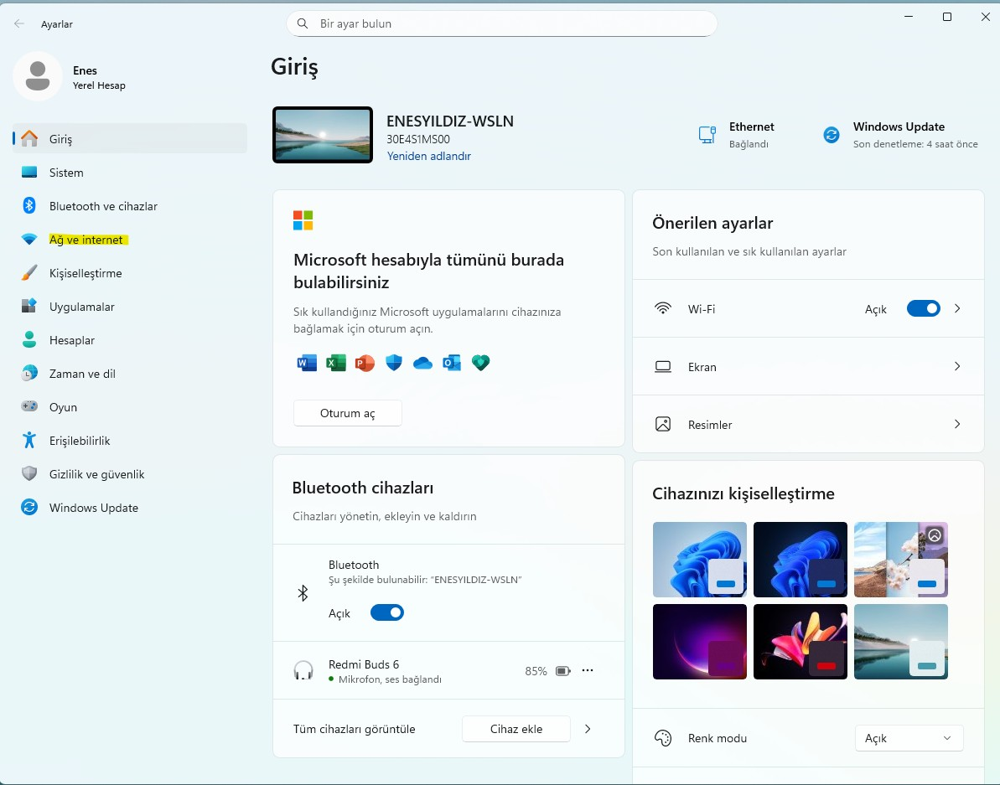 Ayarlar
Bir ayar bulun
Enes
Yerel Hesap
Giriş
Sistem
Bluetooth ve cihazlar
Ağ ve internet
Kişiselleştirme
Uygulamalar
Hesaplar
Zaman ve dil
Oyun
Erişilebilirlik
Gizlilik ve güvenlik
Windows Update
Giriş
ENESYILDIZ-WSLN
30E4S1MS00
Yeniden adlandır
Ethernet
Bağlandı
Windows Update
Son denetleme: 4 saat önce
Microsoft hesabıyla tümünü burada
bulabilirsiniz
Sık kullandığınız Microsoft uygulamalarını cihazınıza
bağlamak için oturum açın.
Oturum aç
Bluetooth cihazları
Cihazları yönetin, ekleyin ve kaldırın
Bluetooth
Şu şekilde bulunabilir: “ENESYILDIZ-WSLN”
Açık
Redmi Buds 6
Mikrofon, ses bağlandı
85%
Tüm cihazları görüntüle
Cihaz ekle
Önerilen ayarlar
Son kullanılan ve sık kullanılan ayarlar
Wi-Fi
Açık
Ekran
Resimler
Cihazınızı kişiselleştirme
Renk modu
Açık